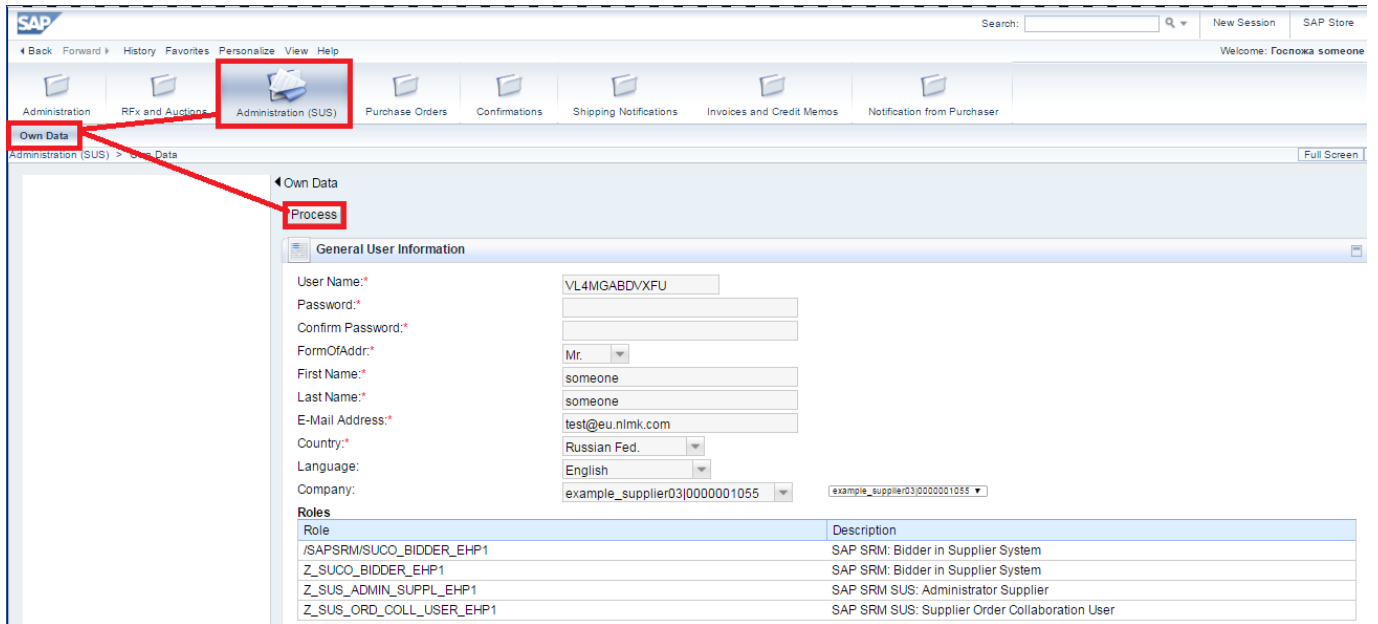 SAP
Search:
New Session
SAP Store
Back Forward History Favorites Personalize View Help
Welcome: Госпожа someone
Administration
RFx and Auctions
Administration (SUS)
Purchase Orders
Confirmations
Shipping Notifications
Invoices and Credit Memos
Notification from Purchaser
Own Data
Administration (SUS) > Own Data
Full Screen
Own Data
Process
General User Information
User Name:* VL4MGABDVXFU
Password:*
Confirm Password:*
FormOfAddr:* Mr.
First Name:* someone
Last Name:* someone
E-Mail Address:* test@eu.nlmk.com
Country:* Russian Fed.
Language: English
Company: example_supplier03|0000001055 example_supplier03|0000001055
Roles
Role Description
/SAPSRM/SUCO_BIDDER_EHP1 SAP SRM: Bidder in Supplier System
Z_SUCO_BIDDER_EHP1 SAP SRM: Bidder in Supplier System
Z_SUS_ADMIN_SUPPL_EHP1 SAP SRM SUS: Administrator Supplier
Z_SUS_ORD_COLL_USER_EHP1 SAP SRM SUS: Supplier Order Collaboration User